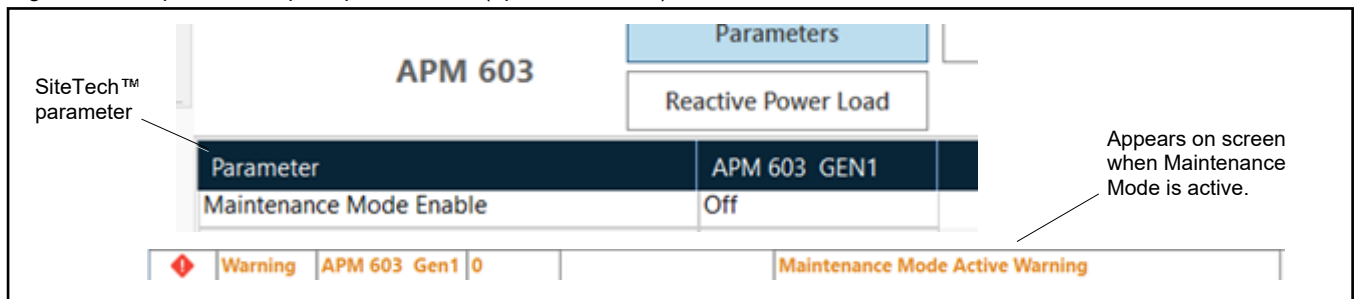 Parameters
APM 603
Reactive Power Load
SiteTech™
parameter
Parameter APM 603 GEN1
Maintenance Mode Enable Off
Appears on screen
when Maintenance
Mode is active.
Warning APM 603 Gen1 0 Maintenance Mode Active Warning